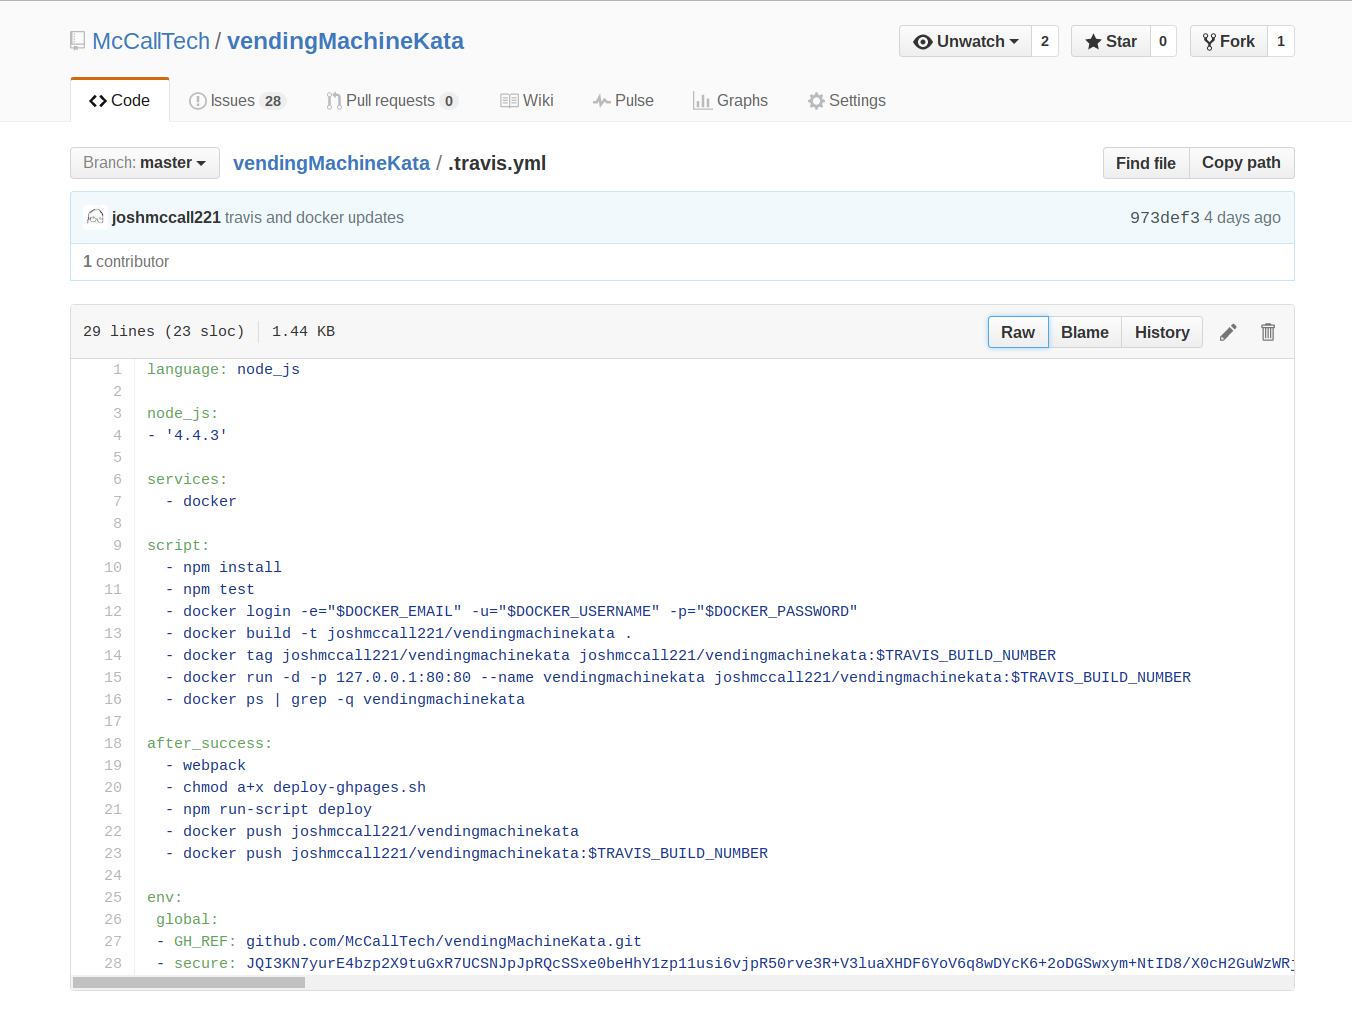 McCallTech / vendingMachineKata
Unwatch 2 Star 0 Fork 1
Code Issues 28 Pull requests 0 Wiki Pulse Graphs Settings
Branch: master vendingMachineKata / .travis.yml Find file Copy path
joshmccall221 travis and docker updates 973def3 4 days ago
1 contributor
29 lines (23 sloc) 1.44 KB Raw Blame History
1 language: node_js
2
3 node_js:
4 - '4.4.3'
5
6 services:
7 - docker
8
9 script:
10 - npm install
11 - npm test
12 - docker login -e="$DOCKER_EMAIL" -u="$DOCKER_USERNAME" -p="$DOCKER_PASSWORD"
13 - docker build -t joshmccall221/vendingmachinekata .
14 - docker tag joshmccall221/vendingmachinekata joshmccall221/vendingmachinekata:$TRAVIS_BUILD_NUMBER
15 - docker run -d -p 127.0.0.1:80:80 --name vendingmachinekata joshmccall221/vendingmachinekata:$TRAVIS_BUILD_NUMBER
16 - docker ps | grep -q vendingmachinekata
17
18 after_success:
19 - webpack
20 - chmod a+x deploy-ghpages.sh
21 - npm run-script deploy
22 - docker push joshmccall221/vendingmachinekata
23 - docker push joshmccall221/vendingmachinekata:$TRAVIS_BUILD_NUMBER
24
25 env:
26 global:
27 - GH_REF: github.com/McCallTech/vendingMachineKata.git
28 - secure: JQI3KN7yurE4bzp2X9tuGxR7UCSNJpJpRQcSSxe0beHhY1zp11usi6vjpR50rve3R+V3luaXHDF6YoV6q8wDYcK6+2oDGSwxym+NtID8/X0cH2GuWzWRj